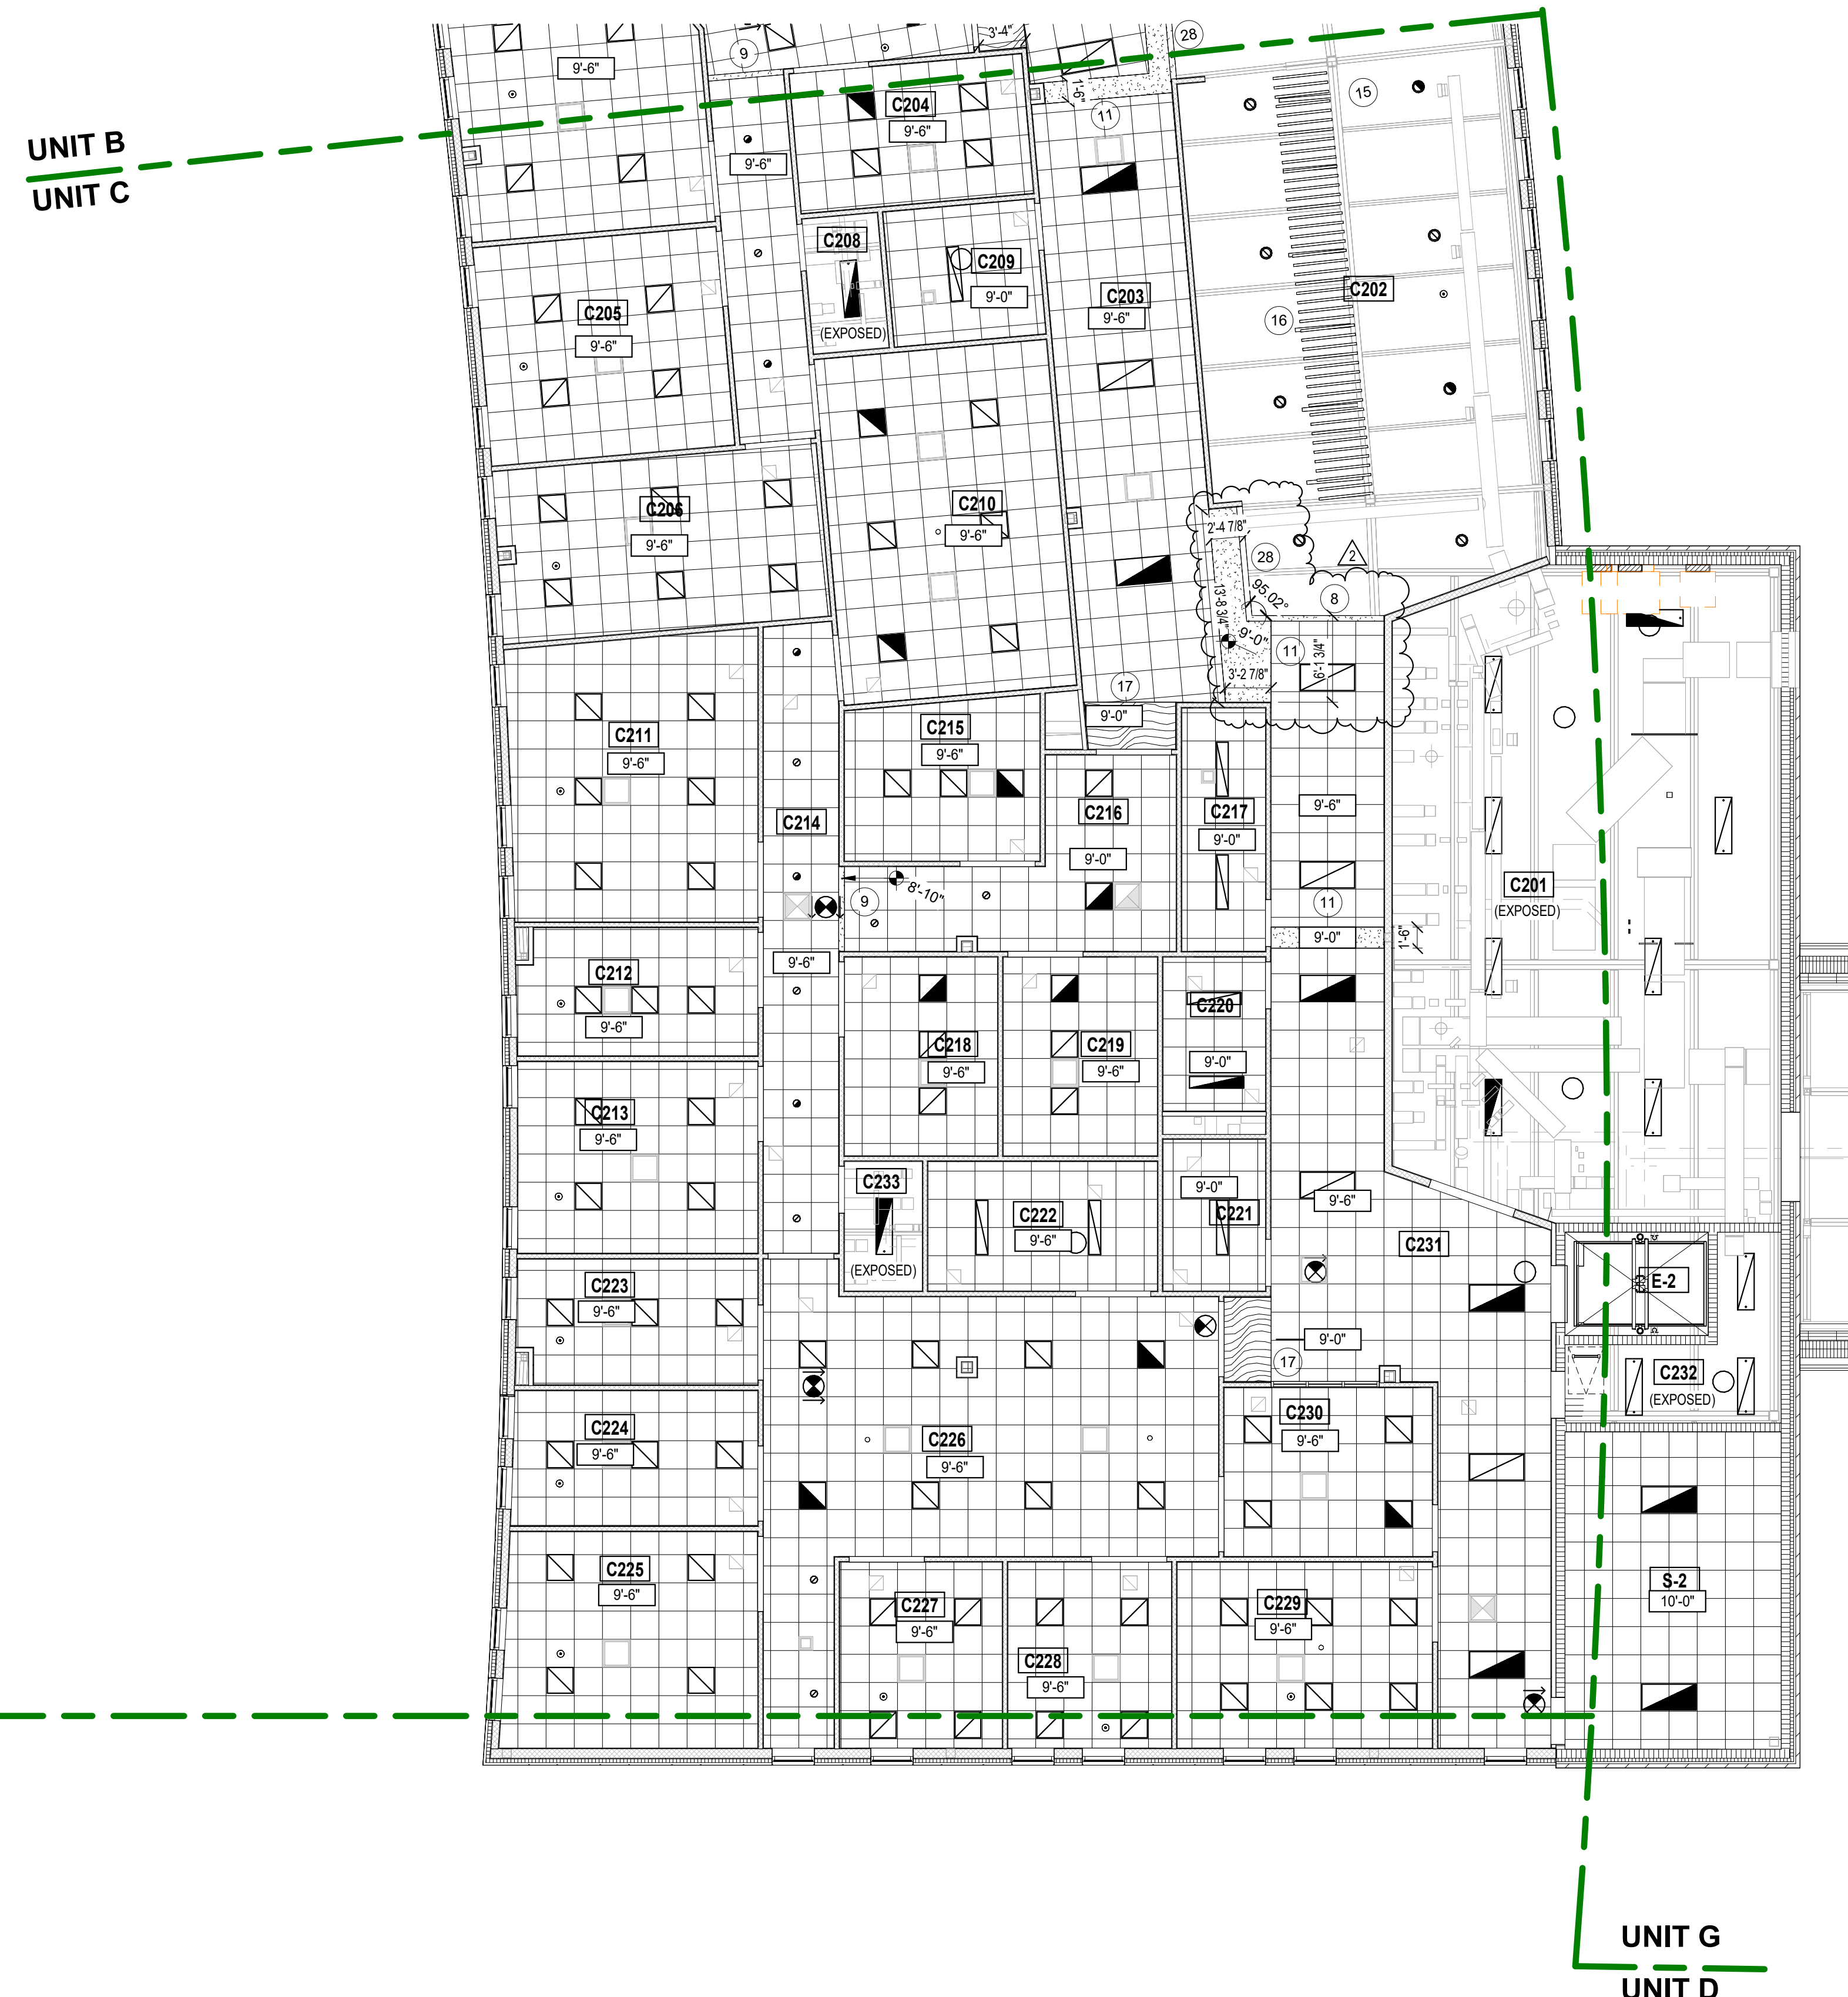 3'-4"
28
9
9'-6"
15
UNIT B
UNIT C
C204
9'-6"
1'-6"
11
9'-6"
C208
(EXPOSED)
C209
9'-0"
C203
9'-6"
C202
16
C205
9'-6"
C206
9'-6"
C210
9'-6"
2'-4 7/8"
28
2
13'-8 3/4"
95.02°
8
9'-0"
11
6'-1 3/4"
3'-2 7/8"
17
9'-0"
C211
9'-6"
C215
9'-6"
C214
C216
9'-0"
C217
9'-0"
9'-6"
8'-10"
9
11
C201
(EXPOSED)
9'-0"
1'-6"
C212
9'-6"
9'-6"
C218
9'-6"
C219
9'-6"
C220
9'-0"
C213
9'-6"
C233
(EXPOSED)
C222
9'-6"
9'-0"
C221
9'-6"
C231
C223
9'-6"
E-2
9'-0"
17
C232
(EXPOSED)
C224
9'-6"
C226
9'-6"
C230
9'-6"
C225
9'-6"
C227
9'-6"
C228
9'-6"
C229
9'-6"
S-2
10'-0"
UNIT G
UNIT D